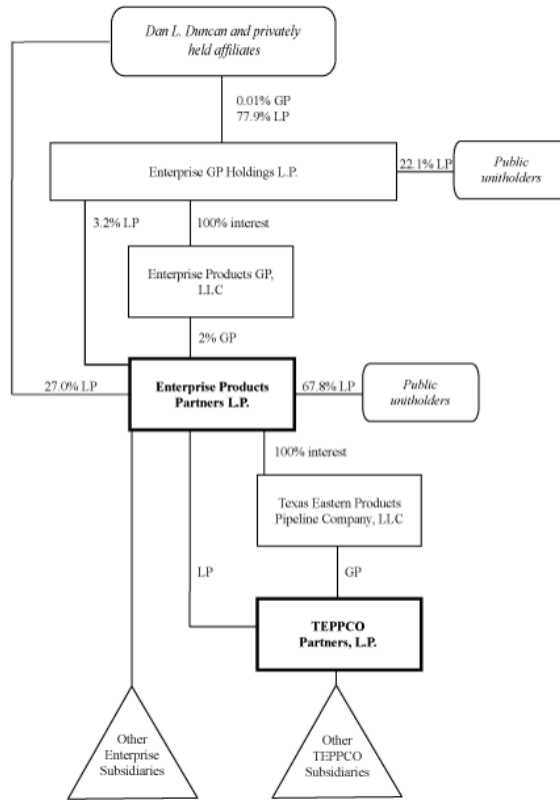 Dan L. Duncan and privately
held affiliates
0.01% GP
77.9% LP
Enterprise GP Holdings L.P.
22.1% LP
Public
unitholders
3.2% LP
100% interest
Enterprise Products GP,
LLC
2% GP
27.0% LP
Enterprise Products
Partners L.P.
67.8% LP
Public
unitholders
100% interest
Texas Eastern Products
Pipeline Company, LLC
LP
GP
TEPPCO
Partners, L.P.
Other
Enterprise
Subsidiaries
Other
TEPPCO
Subsidiaries